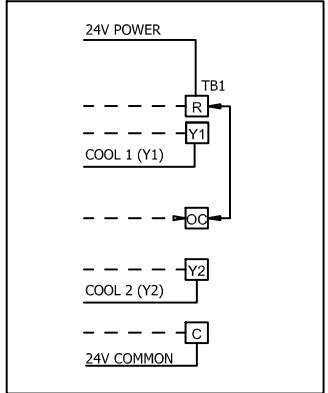 24V POWER
TB1
R
Y1
COOL 1 (Y1)
OC
Y2
COOL 2 (Y2)
C
24V COMMON